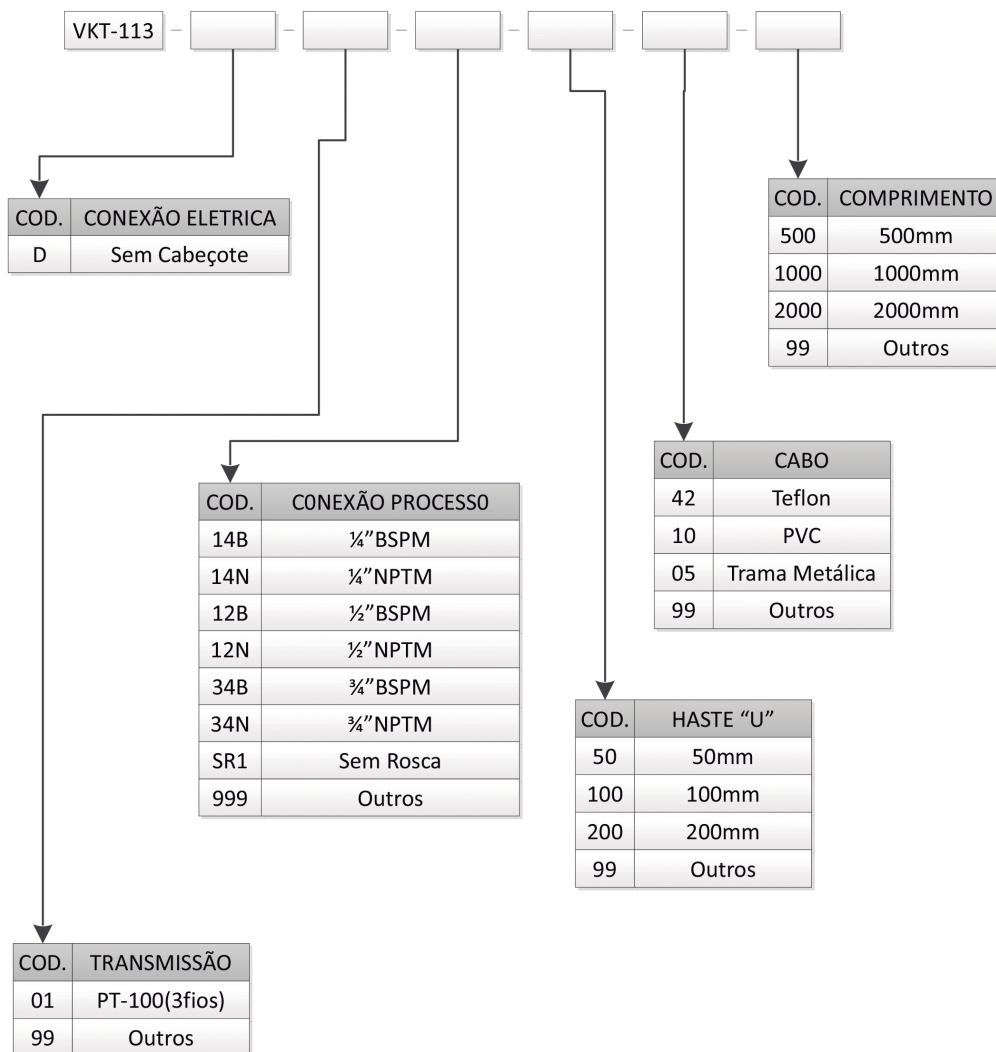 VKT-113 - - - - - -
COD. CONEXÃO ELETRICA
D Sem Cabeçote
COD. COMPRIMENTO
500 500mm
1000 1000mm
2000 2000mm
99 Outros
COD. CABO
42 Teflon
10 PVC
05 Trama Metálica
99 Outros
COD. C0NEXÃO PROCESS0
14B ¼”BSPM
14N ¼”NPTM
12B ½”BSPM
12N ½”NPTM
34B ¾”BSPM
34N ¾”NPTM
SR1 Sem Rosca
999 Outros
COD. HASTE “U”
50 50mm
100 100mm
200 200mm
99 Outros
COD. TRANSMISSÃO
01 PT-100(3fios)
99 Outros